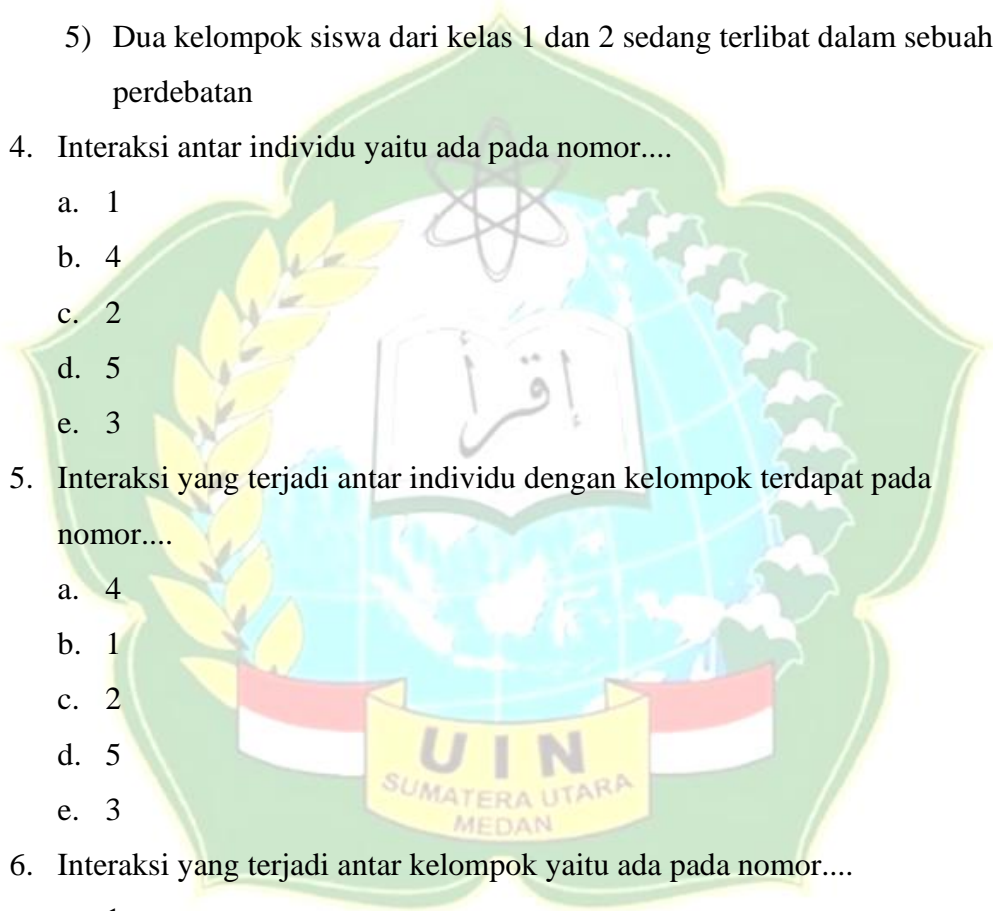 5) Dua kelompok siswa dari kelas 1 dan 2 sedang terlibat dalam sebuah
perdebatan
4. Interaksi antar individu yaitu ada pada nomor....
a. 1
b. 4
c. 2
d. 5
e. 3
إقرأ
5. Interaksi yang terjadi antar individu dengan kelompok terdapat pada
nomor....
a. 4
b. 1
c. 2
d. 5
e. 3
UIN
SUMATERA UTARA
MEDAN
6. Interaksi yang terjadi antar kelompok yaitu ada pada nomor....